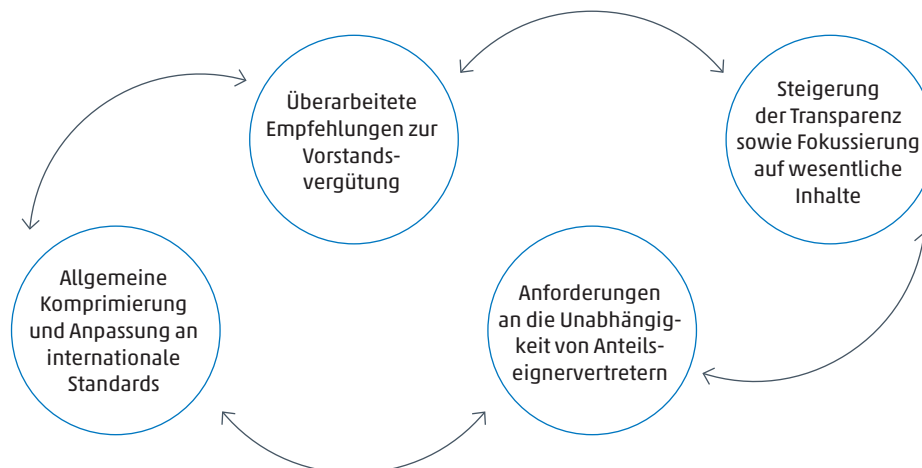 Überarbeitete
Empfehlungen zur
Vorstands-
vergütung
Steigerung
der Transparenz
sowie Fokussierung
auf wesentliche
Inhalte
Allgemeine
Komprimierung
und Anpassung an
internationale
Standards
Anforderungen
an die Unabhängig-
keit von Anteils-
eignervertretern